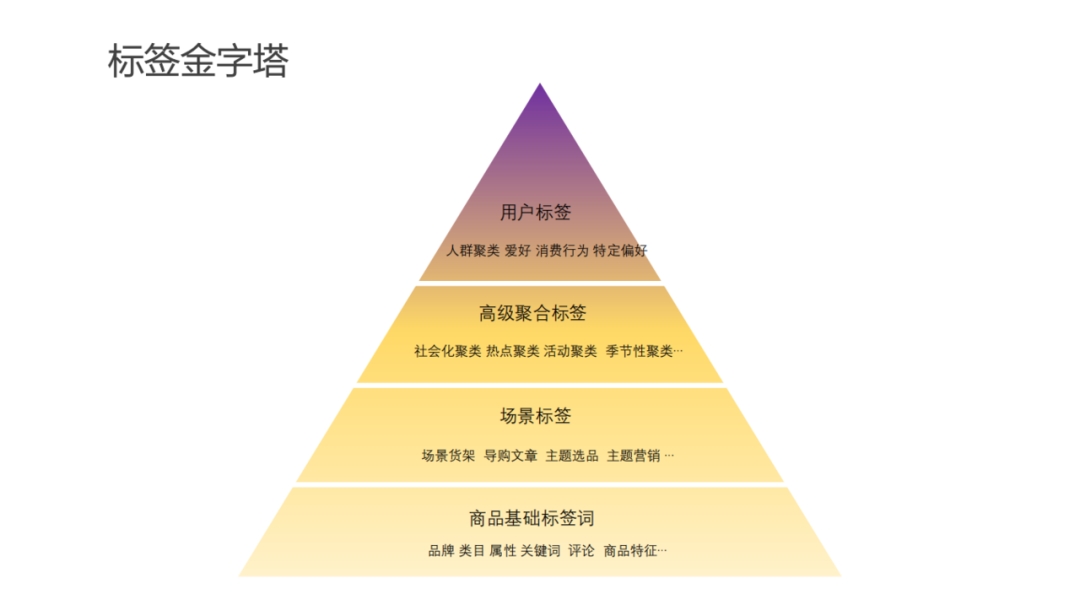 标签金字塔
用户标签
人群聚类 爱好 消费行为 特定偏好
高级聚合标签
社会化聚类 热点聚类 活动聚类 季节性聚类…
场景标签
场景货架 导购文章 主题选品 主题营销 …
商品基础标签词
品牌 类目 属性 关键词 评论 商品特征…